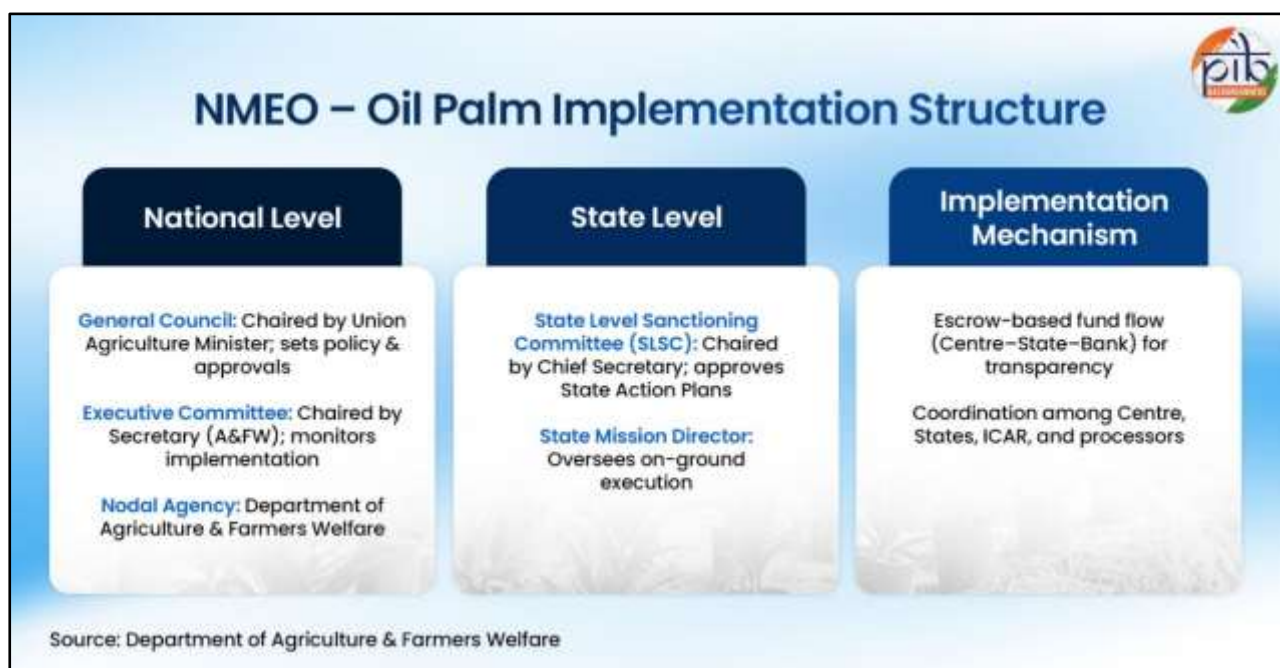 pib
NMEO – Oil Palm Implementation Structure
National Level
General Council: Chaired by Union
Agriculture Minister; sets policy &
approvals
Executive Committee: Chaired by
Secretary (A&FW); monitors
implementation
Nodal Agency: Department of
Agriculture & Farmers Welfare
State Level
State Level Sanctioning
Committee (SLSC): Chaired
by Chief Secretary; approves
State Action Plans
State Mission Director:
Oversees on-ground
execution
Implementation
Mechanism
Escrow-based fund flow
(Centre–State–Bank) for
transparency
Coordination among Centre,
States, ICAR, and processors
Source: Department of Agriculture & Farmers Welfare